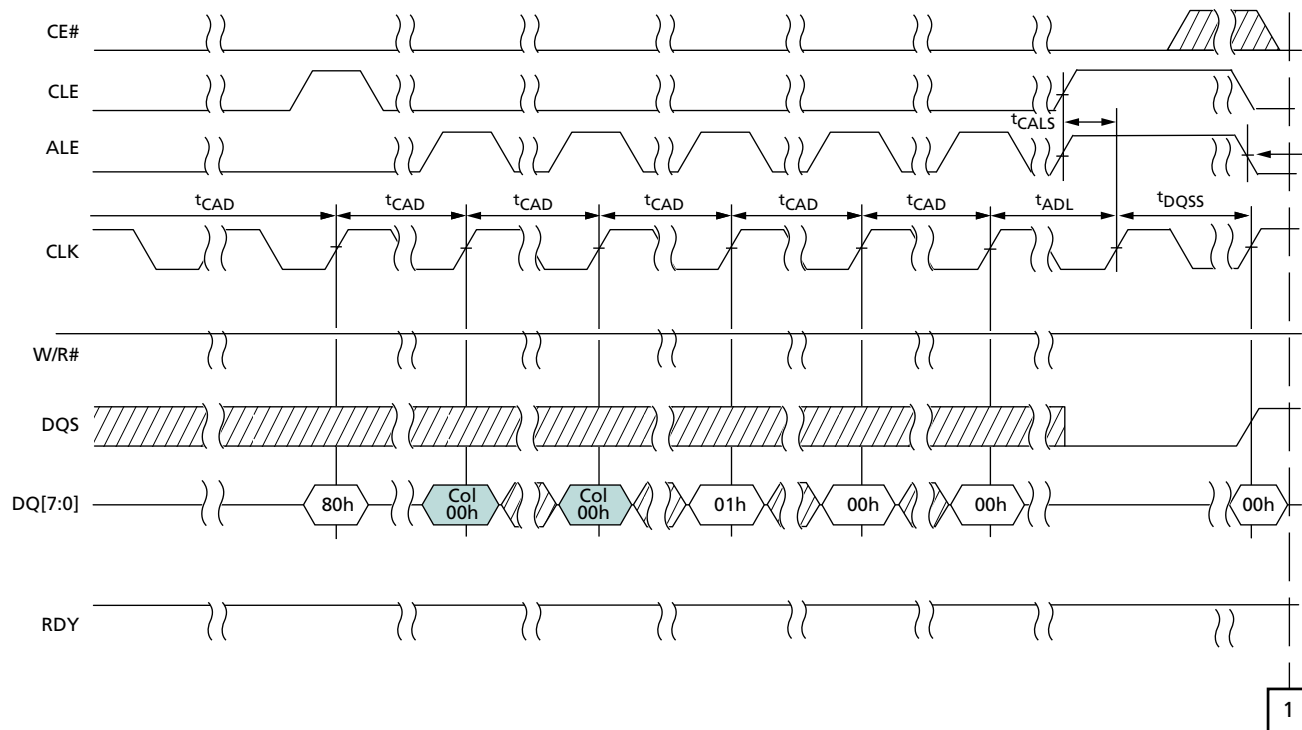 CE#
CLE
tCALS
ALE
tCAD tCAD tCAD tCAD tCAD tCAD tADL tDQSS
CLK
W/R#
DQS
DQ[7:0] 80h Col 00h Col 00h 01h 00h 00h 00h
RDY
1